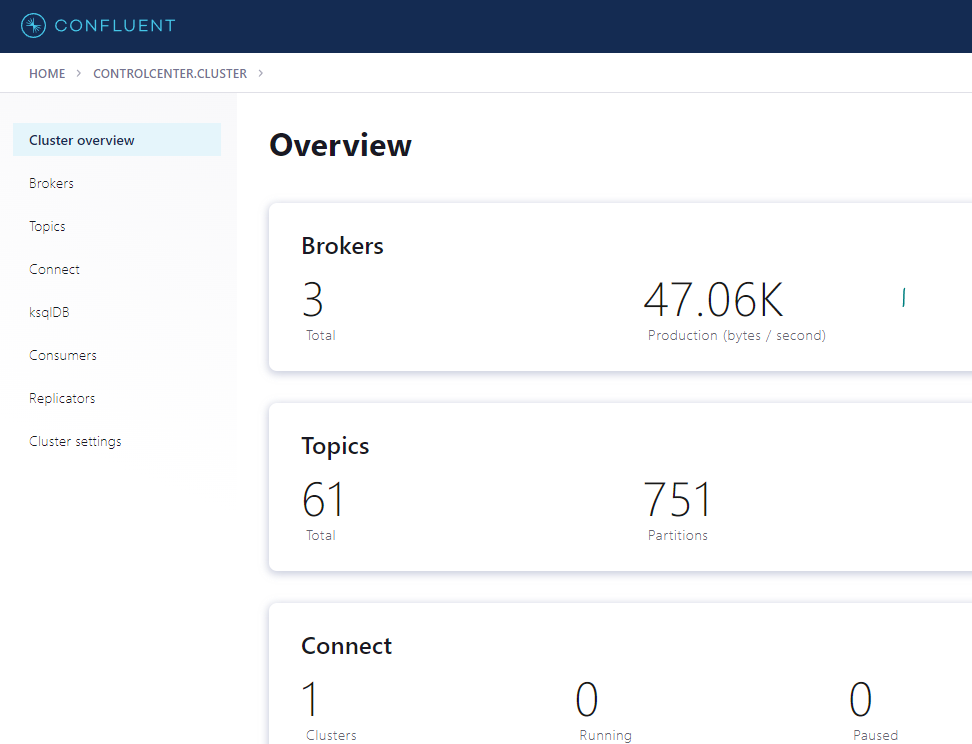 CONFLUENT
HOME > CONTROLCENTER.CLUSTER >
Cluster overview
Brokers
Topics
Connect
ksqlDB
Consumers
Replicators
Cluster settings
Overview
Brokers
3 47.06K
Total Production (bytes / second)
Topics
61 751
Total Partitions
Connect
1 0 0
Clusters Running Paused